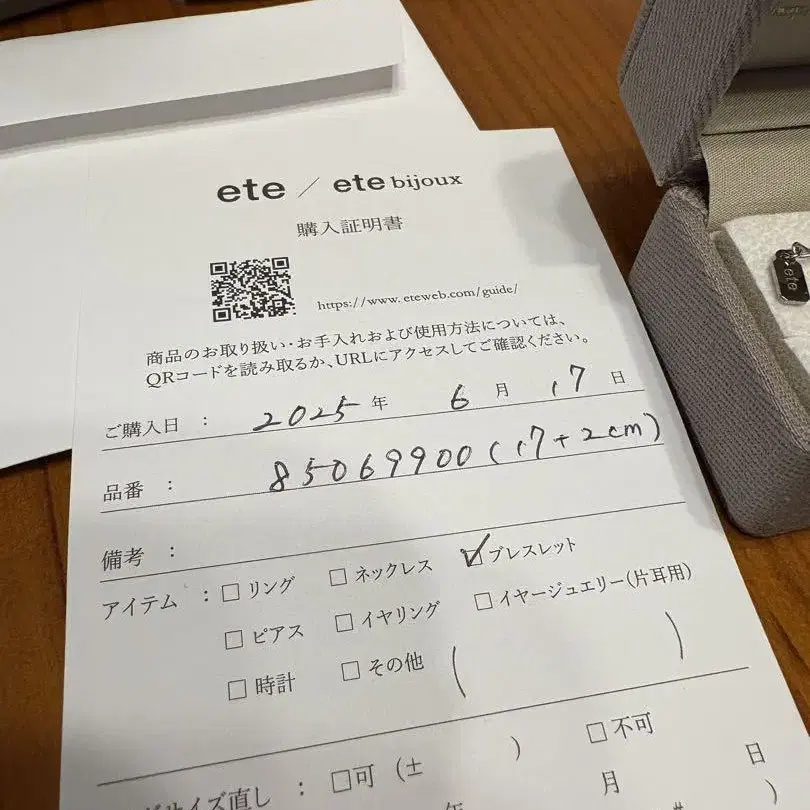 ete / ete bijoux
購入証明書
https://www.eteweb.com/guide/
商品のお取り扱い・お手入れおよび使用方法については、
QRコードを読み取るか、URLにアクセスしてご確認ください。
ご購入日 : 2025 年 6 月 17 日
品番 : 85069900 (17+2cm)
備考 :
アイテム : □ リング □ ネックレス ☑ ブレスレット
□ ピアス □ イヤリング □ イヤージュエリー(片耳用)
□ 時計 □ その他 ( )
サイズ直し : □可 (± ) □不可
年 月 日
ete